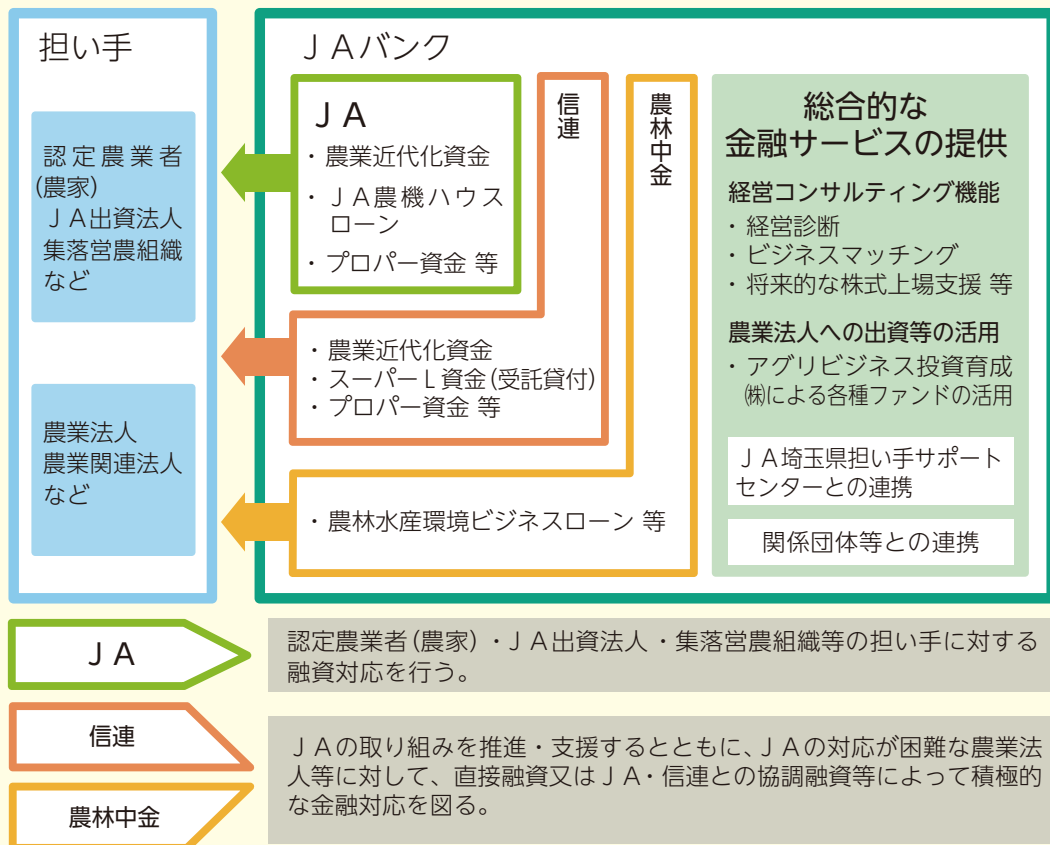 担い手
認定農業者
(農家)
ＪＡ出資法人
集落営農組織
など
農業法人
農業関連法人
など
ＪＡバンク
ＪＡ
・農業近代化資金
・ＪＡ農機ハウス
ローン
・プロパー資金 等
信連
・農業近代化資金
・スーパーＬ資金(受託貸付)
・プロパー資金 等
農林中金
・農林水産環境ビジネスローン 等
総合的な
金融サービスの提供
経営コンサルティング機能
・経営診断
・ビジネスマッチング
・将来的な株式上場支援 等
農業法人への出資等の活用
・アグリビジネス投資育成
㈱による各種ファンドの活用
ＪＡ埼玉県担い手サポート
センターとの連携
関係団体等との連携
ＪＡ
認定農業者(農家)・ＪＡ出資法人・集落営農組織等の担い手に対する
融資対応を行う。
信連
農林中金
ＪＡの取り組みを推進・支援するとともに、ＪＡの対応が困難な農業法
人等に対して、直接融資又はＪＡ・信連との協調融資等によって積極的
な金融対応を図る。